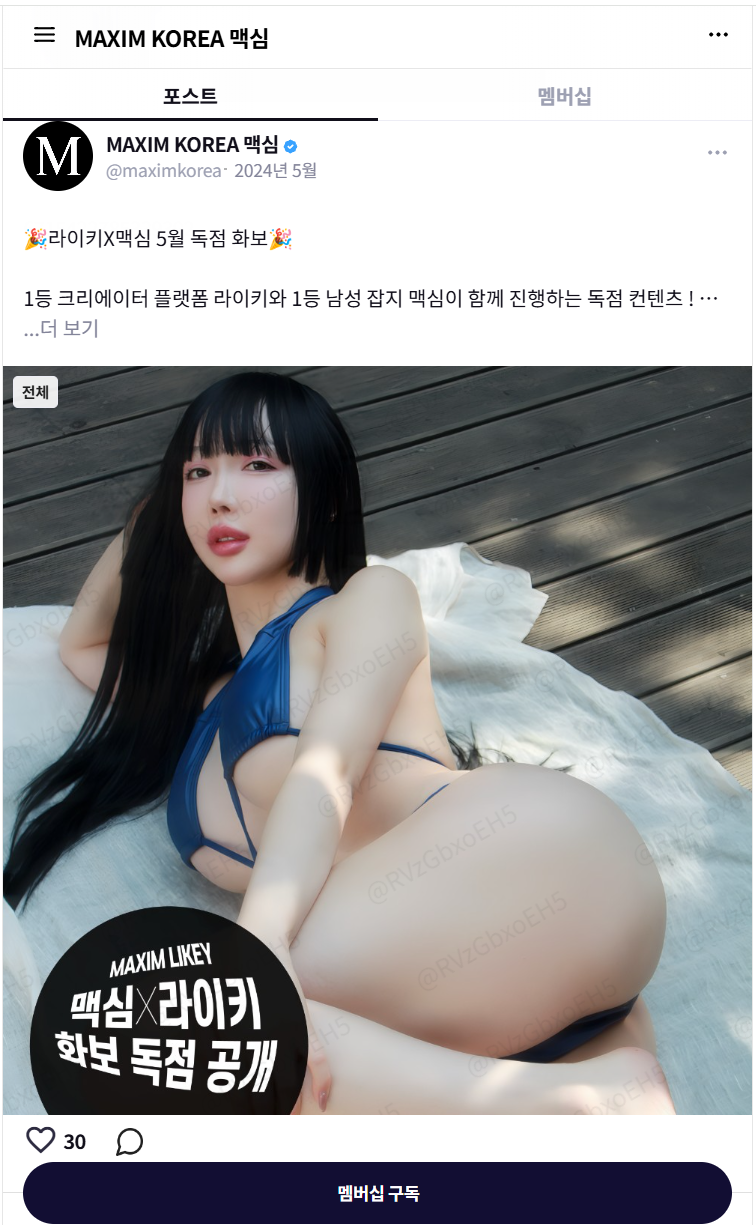 MAXIM KOREA 맥심
포스트
멤버십
M
MAXIM KOREA 맥심
@maximkorea· 2024년 5월
🎉라이키X맥심 5월 독점 화보🎉
1등 크리에이터 플랫폼 라이키와 1등 남성 잡지 맥심이 함께 진행하는 독점 컨텐츠 ! …
...더 보기
전체
@RVzGbxoEH5
@RVzGbxoEH5
@RVzGbxoEH5
MAXIM LIKEY
맥심X라이키
화보 독점 공개
30
멤버십 구독